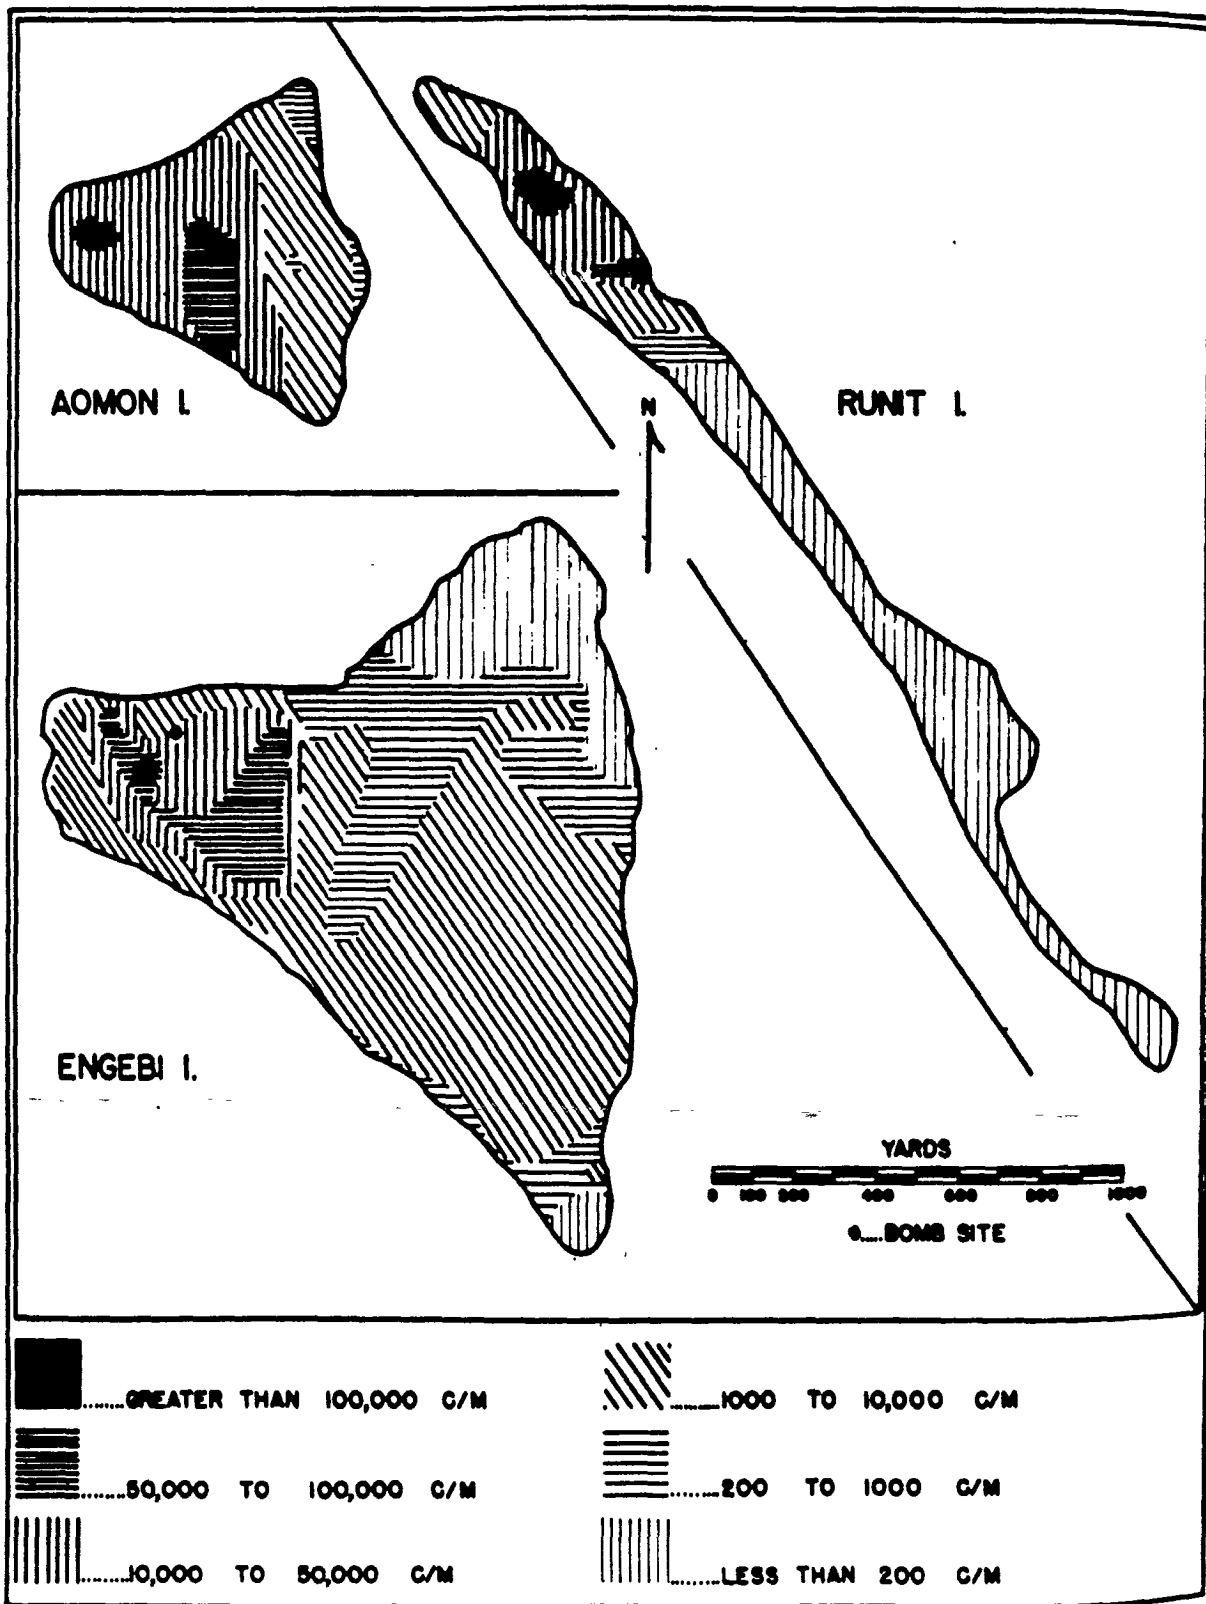 AOMON I.
RUNIT I.
N
ENGEBI I.
YARDS
0 100 200 400 600 800 1000
.....BOMB SITE
........GREATER THAN 100,000 C/M
.........1000 TO 10,000 C/M
.........50,000 TO 100,000 C/M
.........200 TO 1000 C/M
.........10,000 TO 50,000 C/M
.........LESS THAN 200 C/M